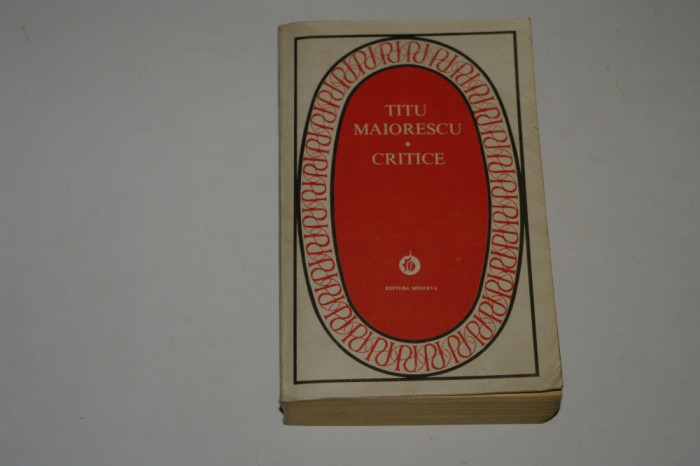 TITU
MAIORESCU
•
CRITICE
EDITURA MINERVA